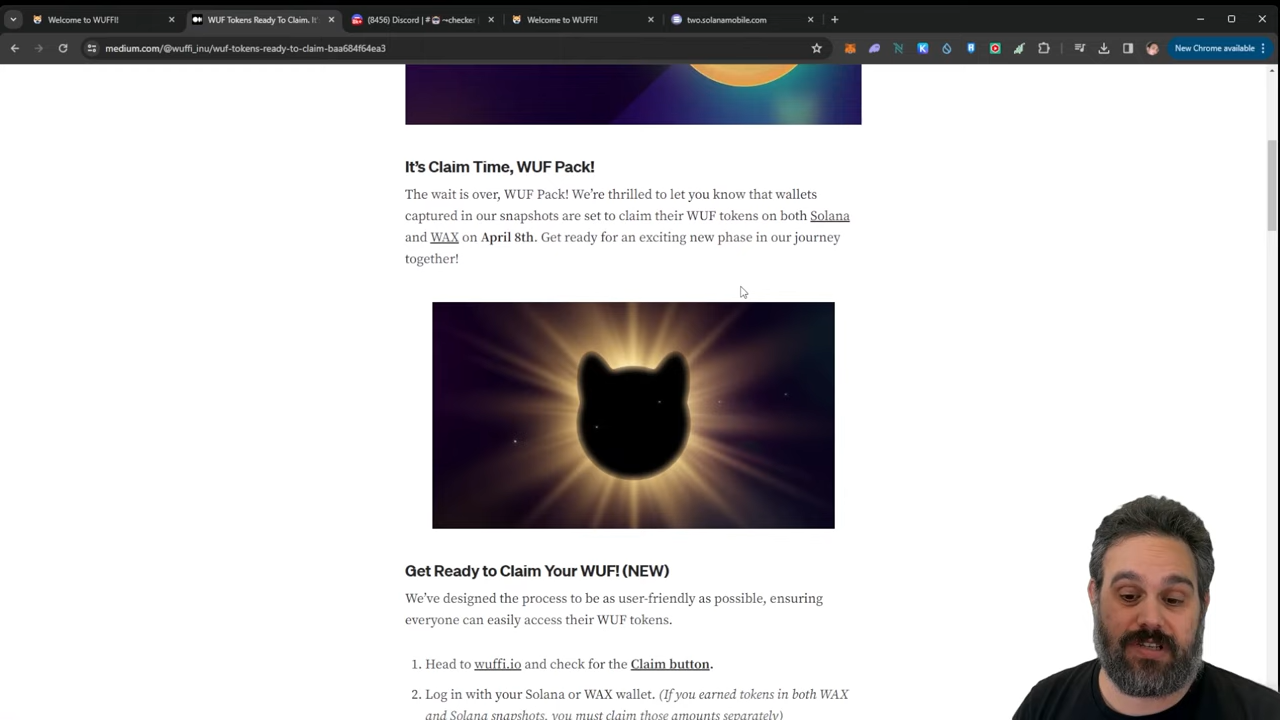 Welcome to WUFFI!
WUF Tokens Ready To Claim. It'
(8456) Discord | #
checker
Welcome to WUFFI!
two.solanamobile.com
medium.com/@wuffi_inu/wuf-tokens-ready-to-claim-baa684f64ea3
New Chrome available
It's Claim Time, WUF Pack!
The wait is over, WUF Pack! We're thrilled to let you know that wallets
captured in our snapshots are set to claim their WUF tokens on both Solana
and WAX on April 8th. Get ready for an exciting new phase in our journey
together!
Get Ready to Claim Your WUF! (NEW)
We've designed the process to be as user-friendly as possible, ensuring
everyone can easily access their WUF tokens.
1. Head to wuffi.io and check for the Claim button.
2. Log in with your Solana or WAX wallet. (If you earned tokens in both WAX
and Solana snapshots, you must claim those amounts separately)